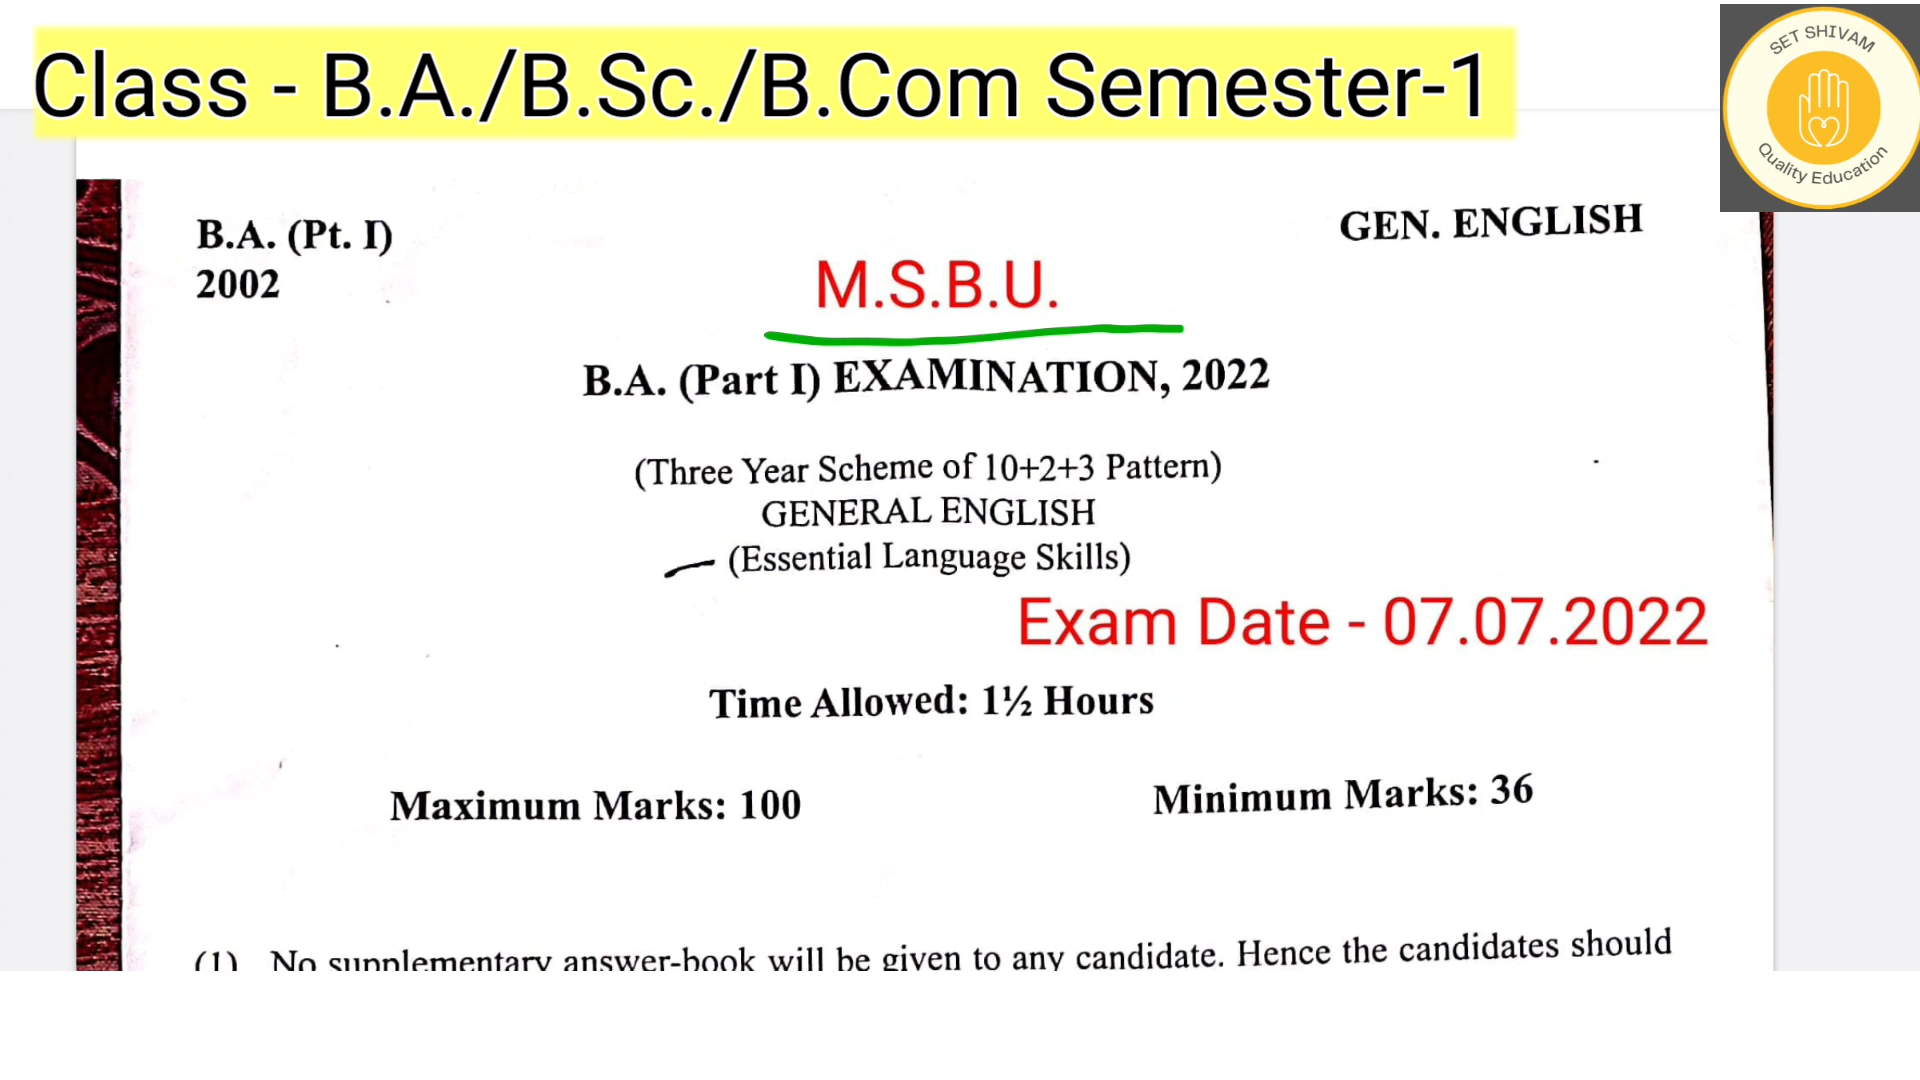 Class - B.A./B.Sc./B.Com Semester-1
SET SHIVAM
Quality Education
B.A. (Pt. I)
GEN. ENGLISH
2002
M.S.B.U.
B.A. (Part I) EXAMINATION, 2022
(Three Year Scheme of 10+2+3 Pattern)
GENERAL ENGLISH
(Essential Language Skills)
Exam Date - 07.07.2022
Time Allowed: 1½ Hours
Maximum Marks: 100
Minimum Marks: 36
(1) No supplementary answer-book will be given to any candidate. Hence the candidates should